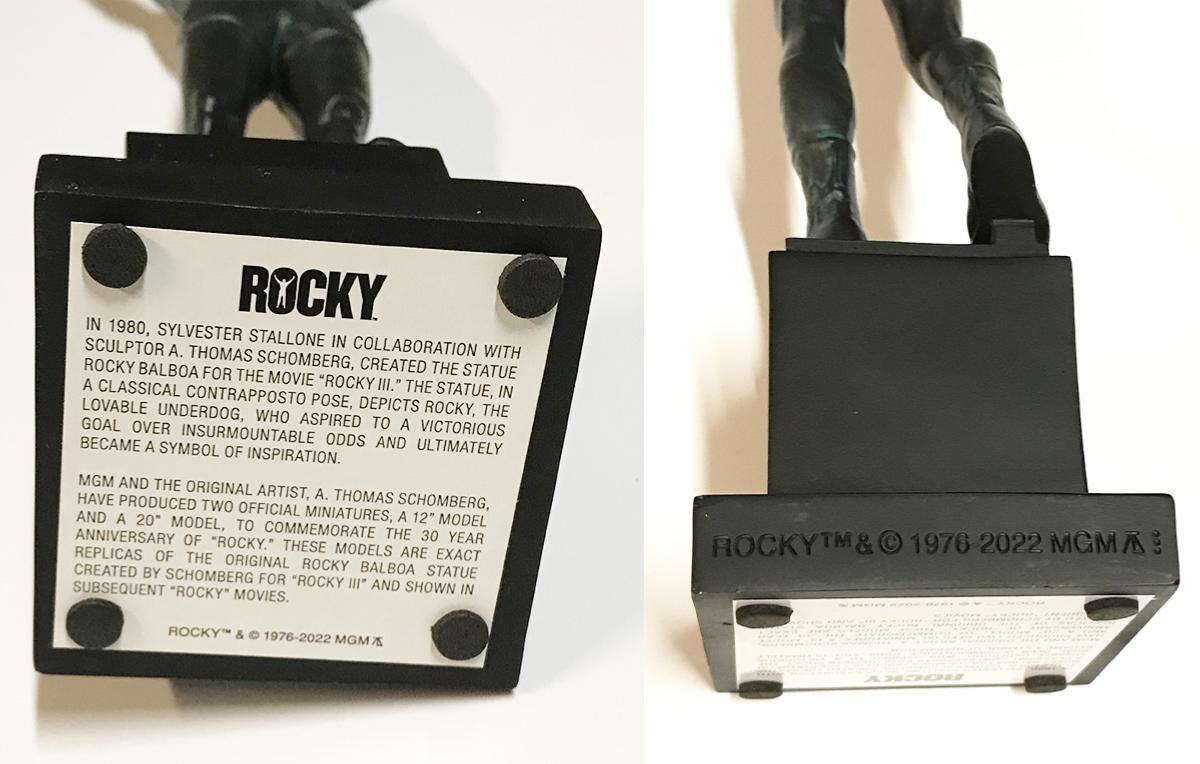 ROCKY™
IN 1980, SYLVESTER STALLONE IN COLLABORATION WITH
SCULPTOR A. THOMAS SCHOMBERG, CREATED THE STATUE
ROCKY BALBOA FOR THE MOVIE “ROCKY III.” THE STATUE, IN
A CLASSICAL CONTRAPPOSTO POSE, DEPICTS ROCKY, THE
LOVABLE UNDERDOG, WHO ASPIRED TO A VICTORIOUS
GOAL OVER INSURMOUNTABLE ODDS AND ULTIMATELY
BECAME A SYMBOL OF INSPIRATION.
MGM AND THE ORIGINAL ARTIST, A. THOMAS SCHOMBERG,
HAVE PRODUCED TWO OFFICIAL MINIATURES, A 12” MODEL
AND A 20” MODEL, TO COMMEMORATE THE 30 YEAR
ANNIVERSARY OF “ROCKY.” THESE MODELS ARE EXACT
REPLICAS OF THE ORIGINAL ROCKY BALBOA STATUE
CREATED BY SCHOMBERG FOR “ROCKY III” AND SHOWN IN
SUBSEQUENT “ROCKY” MOVIES.
ROCKY™ & © 1976-2022 MGM
ROCKY™ & © 1976-2022 MGM
ROCKY